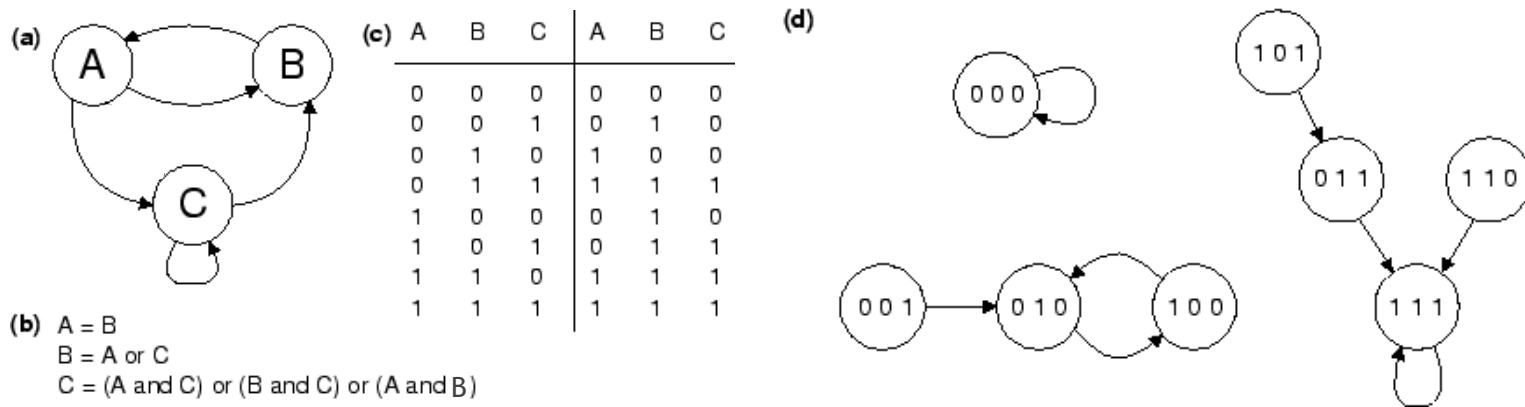 (a)
A
B
C
(b) A = B
B = A or C
C = (A and C) or (B and C) or (A and B)
(c) A B C A B C
0 0 0 0 0 0
0 0 1 0 1 0
0 1 0 1 0 0
0 1 1 1 1 1
1 0 0 0 1 0
1 0 1 0 1 1
1 1 0 1 1 1
1 1 1 1 1 1
(d)
1 0 1
0 0 0
0 1 1
1 1 0
0 0 1
0 1 0
1 0 0
1 1 1